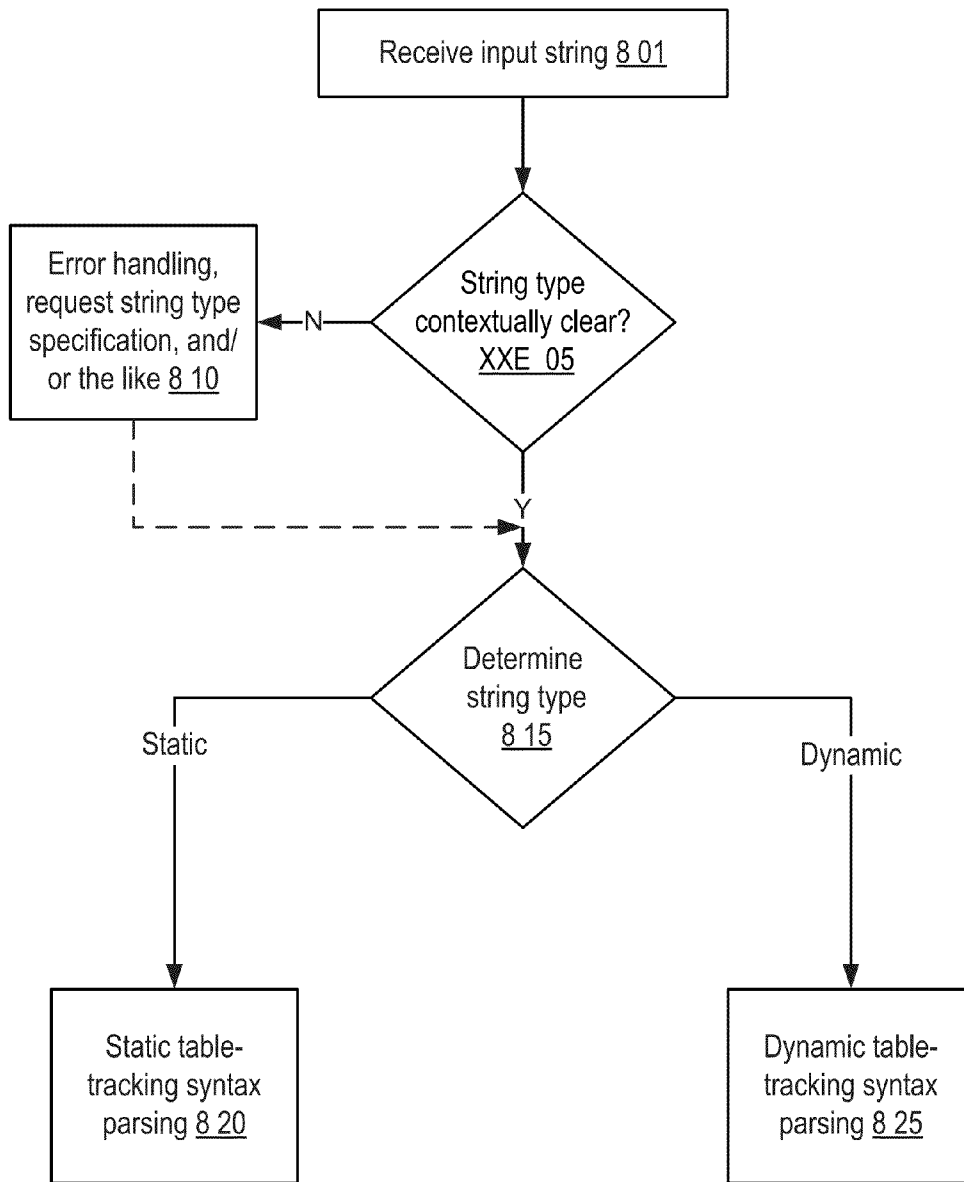 Receive input string 8 01
Error handling,
request string type
specification, and/
or the like 8 10
N
String type
contextually clear?
XXE 05
Y
Determine
string type
8 15
Static
Dynamic
Static table-
tracking syntax
parsing 8 20
Dynamic table-
tracking syntax
parsing 8 25